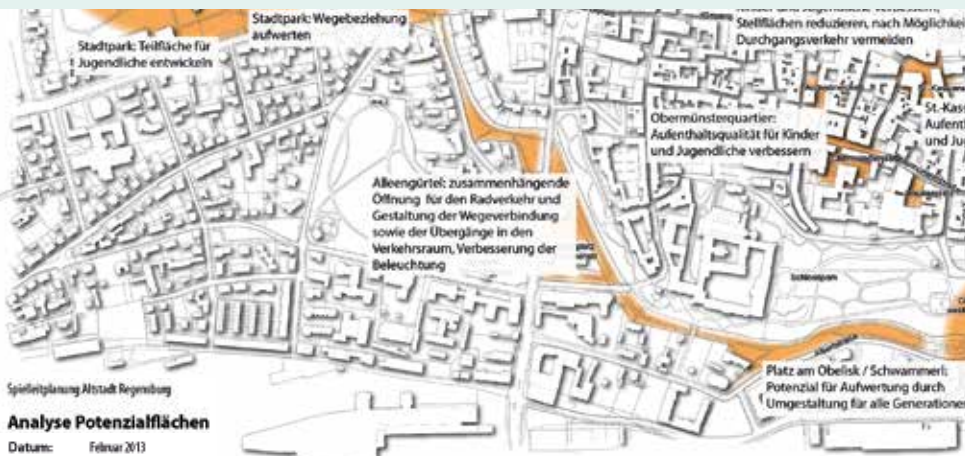 Stadtpark: Wegebeziehung
aufwerten
Stadtpark: Teilfläche für
Jugendliche entwickeln
Stellflächen reduzieren, nach Möglichkei
Durchgangsverkehr vermeiden
Obermünsterquartier:
Aufenthaltsqualität für Kinder
und Jugendliche verbessern
St.-Kass
Aufenth
und Jug
Alleengürtel: zusammenhängende
Öffnung für den Radverkehr und
Gestaltung der Wegeverbindung
sowie der Übergänge in den
Verkehrsraum, Verbesserung der
Beleuchtung
Schlosspark
Platz am Obelisk / Schwammerl:
Potenzial für Aufwertung durch
Umgestaltung für alle Generationen
Spielleitplanung Altstadt Regensburg
Analyse Potenzialflächen
Datum: Februar 2013